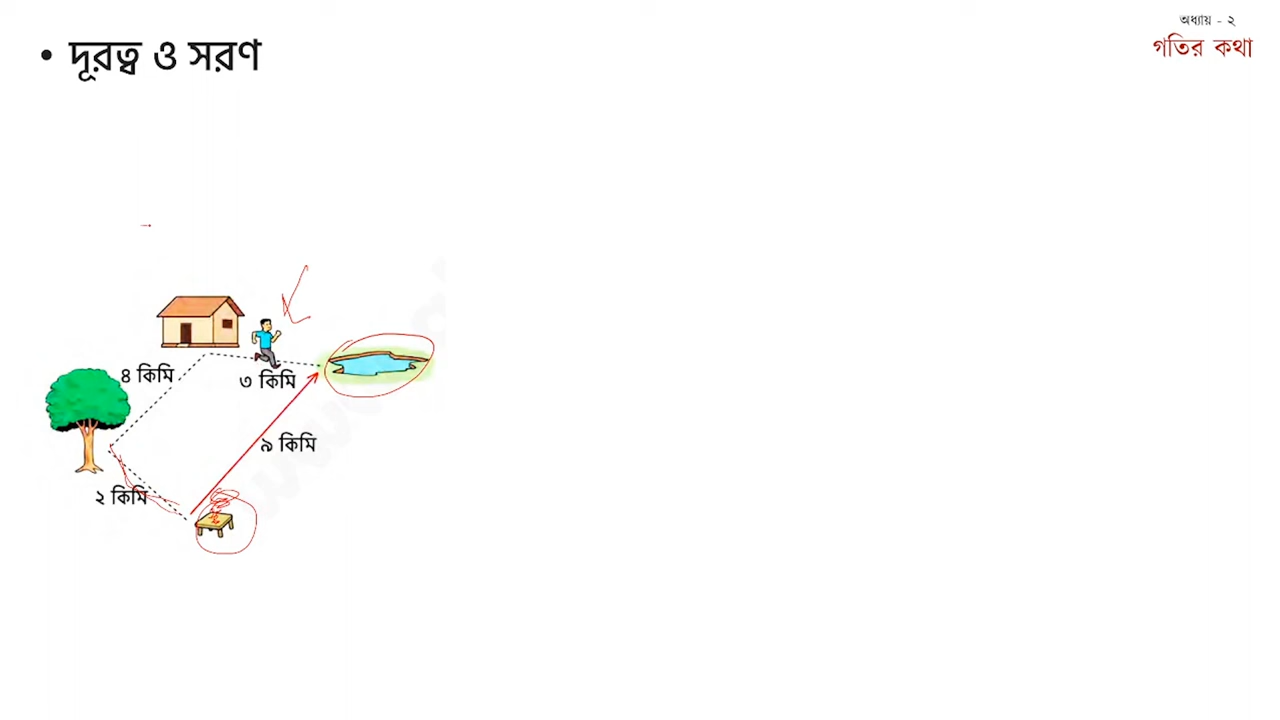 অধ্যায় - ২
গতির কথা
• দূরত্ব ও সরণ
৪ কিমি
৩ কিমি
৯ কিমি
২ কিমি